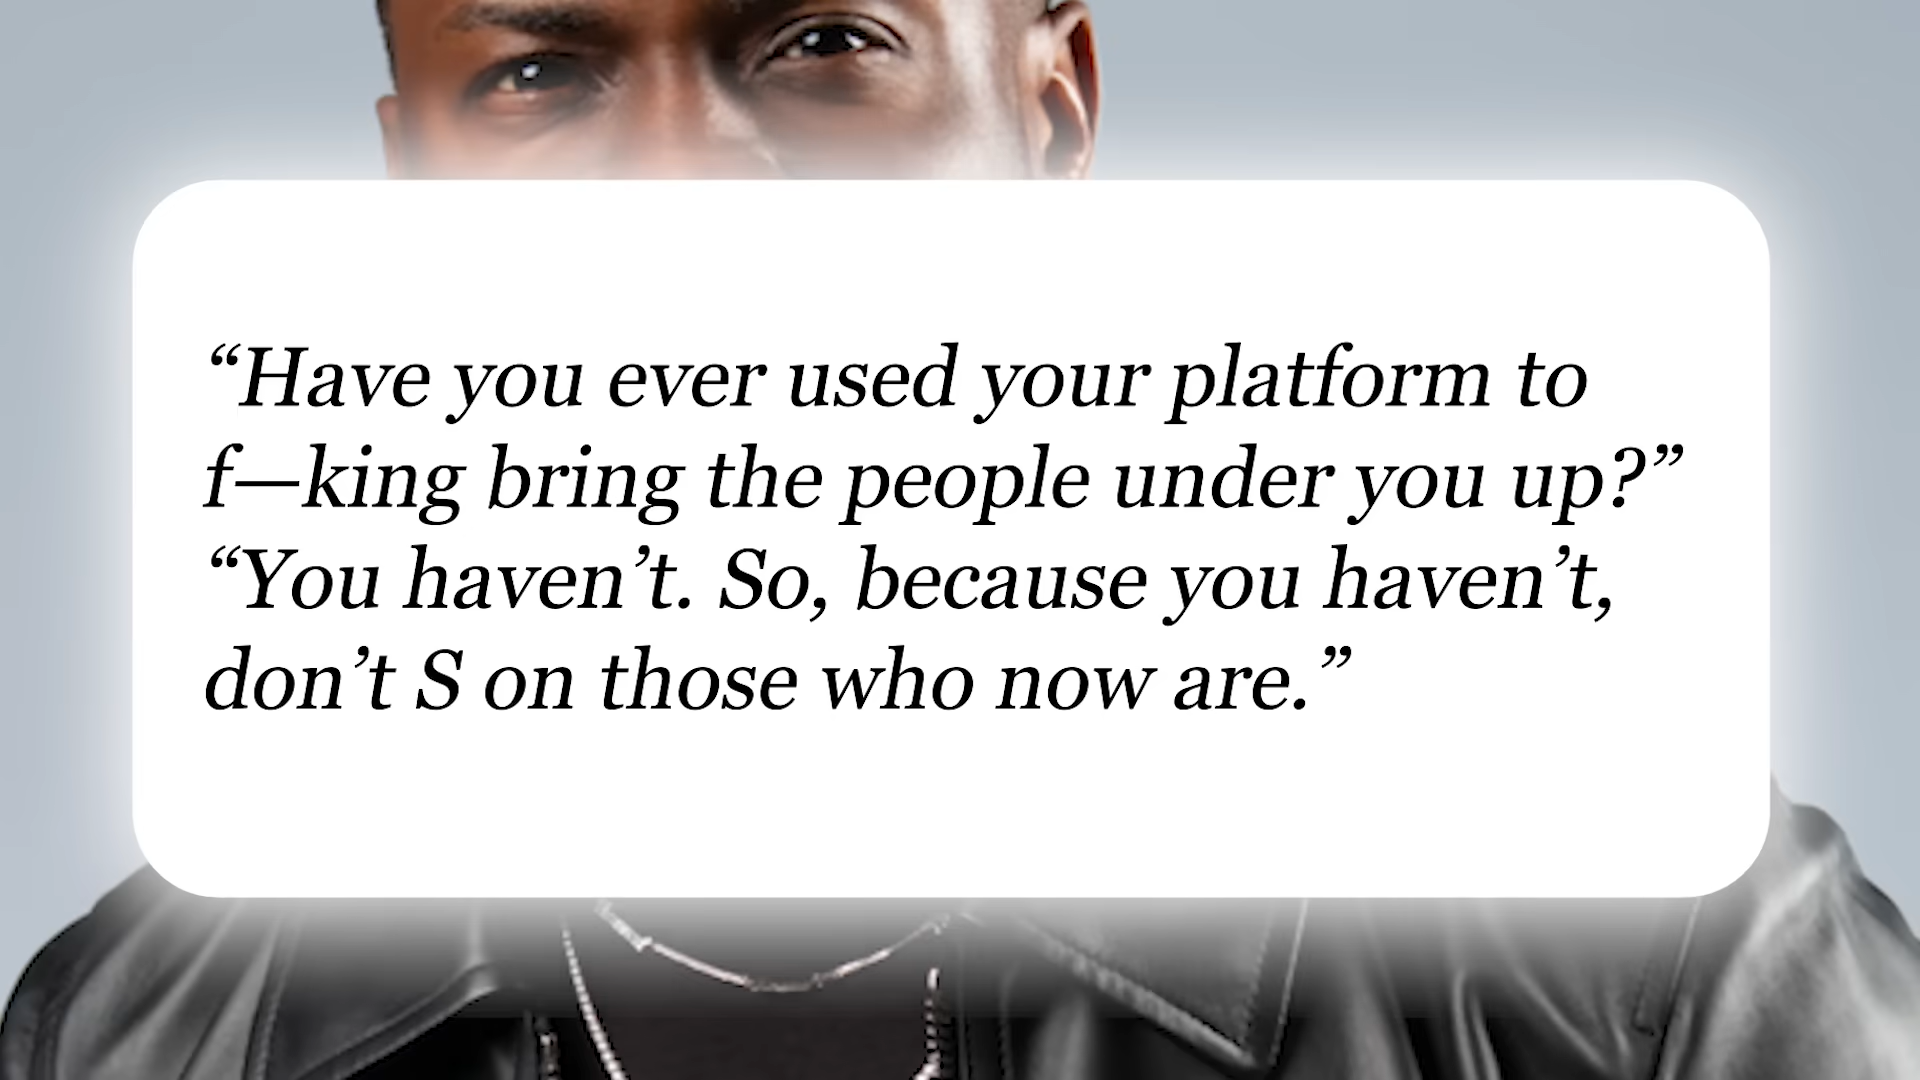 “Have you ever used your platform to
f—king bring the people under you up?”
“You haven’t. So, because you haven’t,
don’t S on those who now are.”